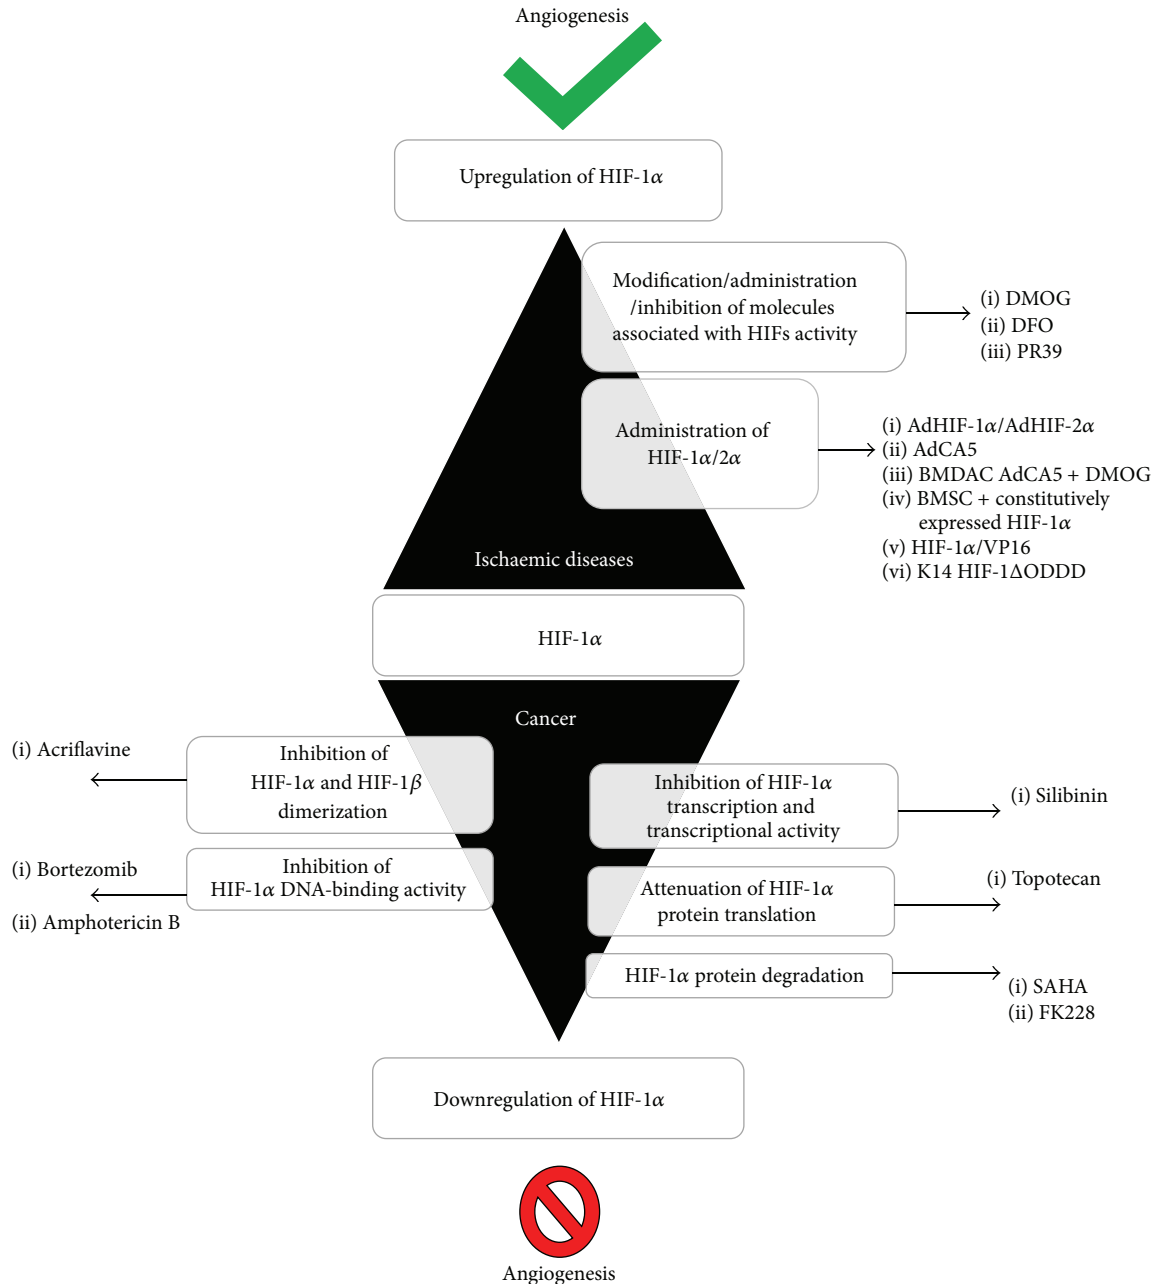 Angiogenesis
Upregulation of HIF-1α
Modification/administration
/inhibition of molecules
associated with HIFs activity
(i) DMOG
(ii) DFO
(iii) PR39
Administration of
HIF-1α/2α
(i) AdHIF-1α/AdHIF-2α
(ii) AdCA5
(iii) BMDAC AdCA5 + DMOG
(iv) BMSC + constitutively
expressed HIF-1α
(v) HIF-1α/VP16
(vi) K14 HIF-1ΔODDD
Ischaemic diseases
HIF-1α
Cancer
(i) Acriflavine
Inhibition of
HIF-1α and HIF-1β
dimerization
Inhibition of HIF-1α
transcription and
transcriptional activity
(i) Silibinin
(i) Bortezomib
(ii) Amphotericin B
Inhibition of
HIF-1α DNA-binding activity
Attenuation of HIF-1α
protein translation
(i) Topotecan
HIF-1α protein degradation
(i) SAHA
(ii) FK228
Downregulation of HIF-1α
Angiogenesis